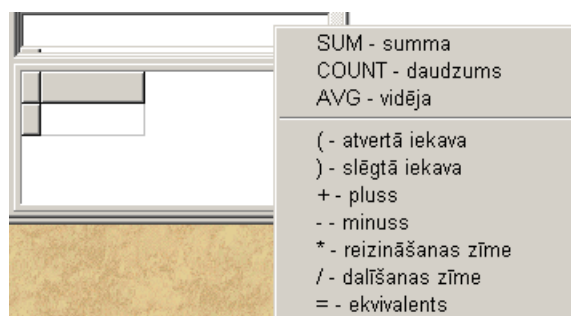 SUM - summa
COUNT - daudzums
AVG - vidēja
( - atvertā iekava
) - slēgtā iekava
+ - pluss
- - minuss
* - reizināšanas zīme
/ - dalīšanas zīme
= - ekvivalents